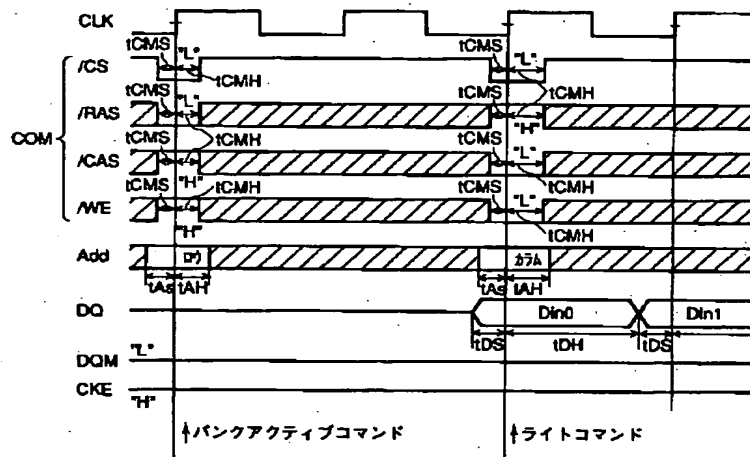 CLK
tCMS "L" tCMS "L"
/CS
tCMH tCMH
tCMS "L" tCMS
/RAS
"H"
COM
tCMS tCMH tCMS "L"
/CAS
tCMS "H" tCMH tCMS tCMH
/WE "L"
"H" tCMH
Add ロウ カラム
tAs tAH tAs tAH
DQ Din0 Din1
tDS tDH tDS
DQM "L"
CKE
"H"
↑バンクアクティブコマンド ↑ライトコマンド